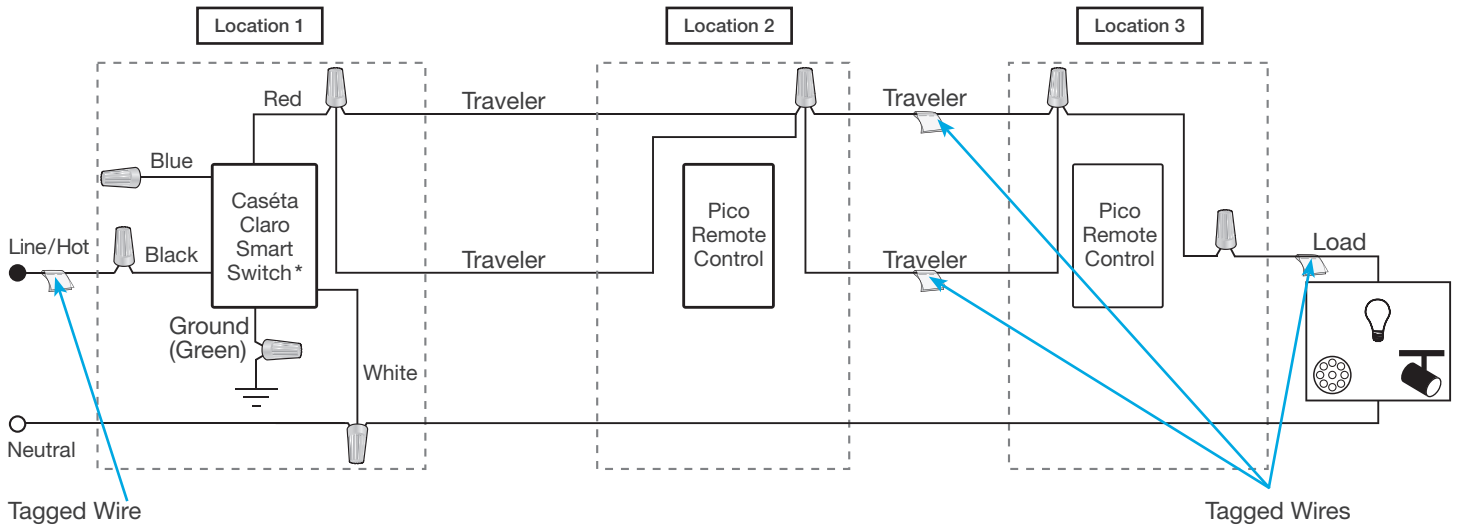 Location 1
Location 2
Location 3
Red
Traveler
Traveler
Blue
Caséta
Claro
Smart
Switch*
Pico
Remote
Control
Pico
Remote
Control
Line/Hot
Black
Traveler
Traveler
Load
Ground
(Green)
White
Neutral
Tagged Wire
Tagged Wires